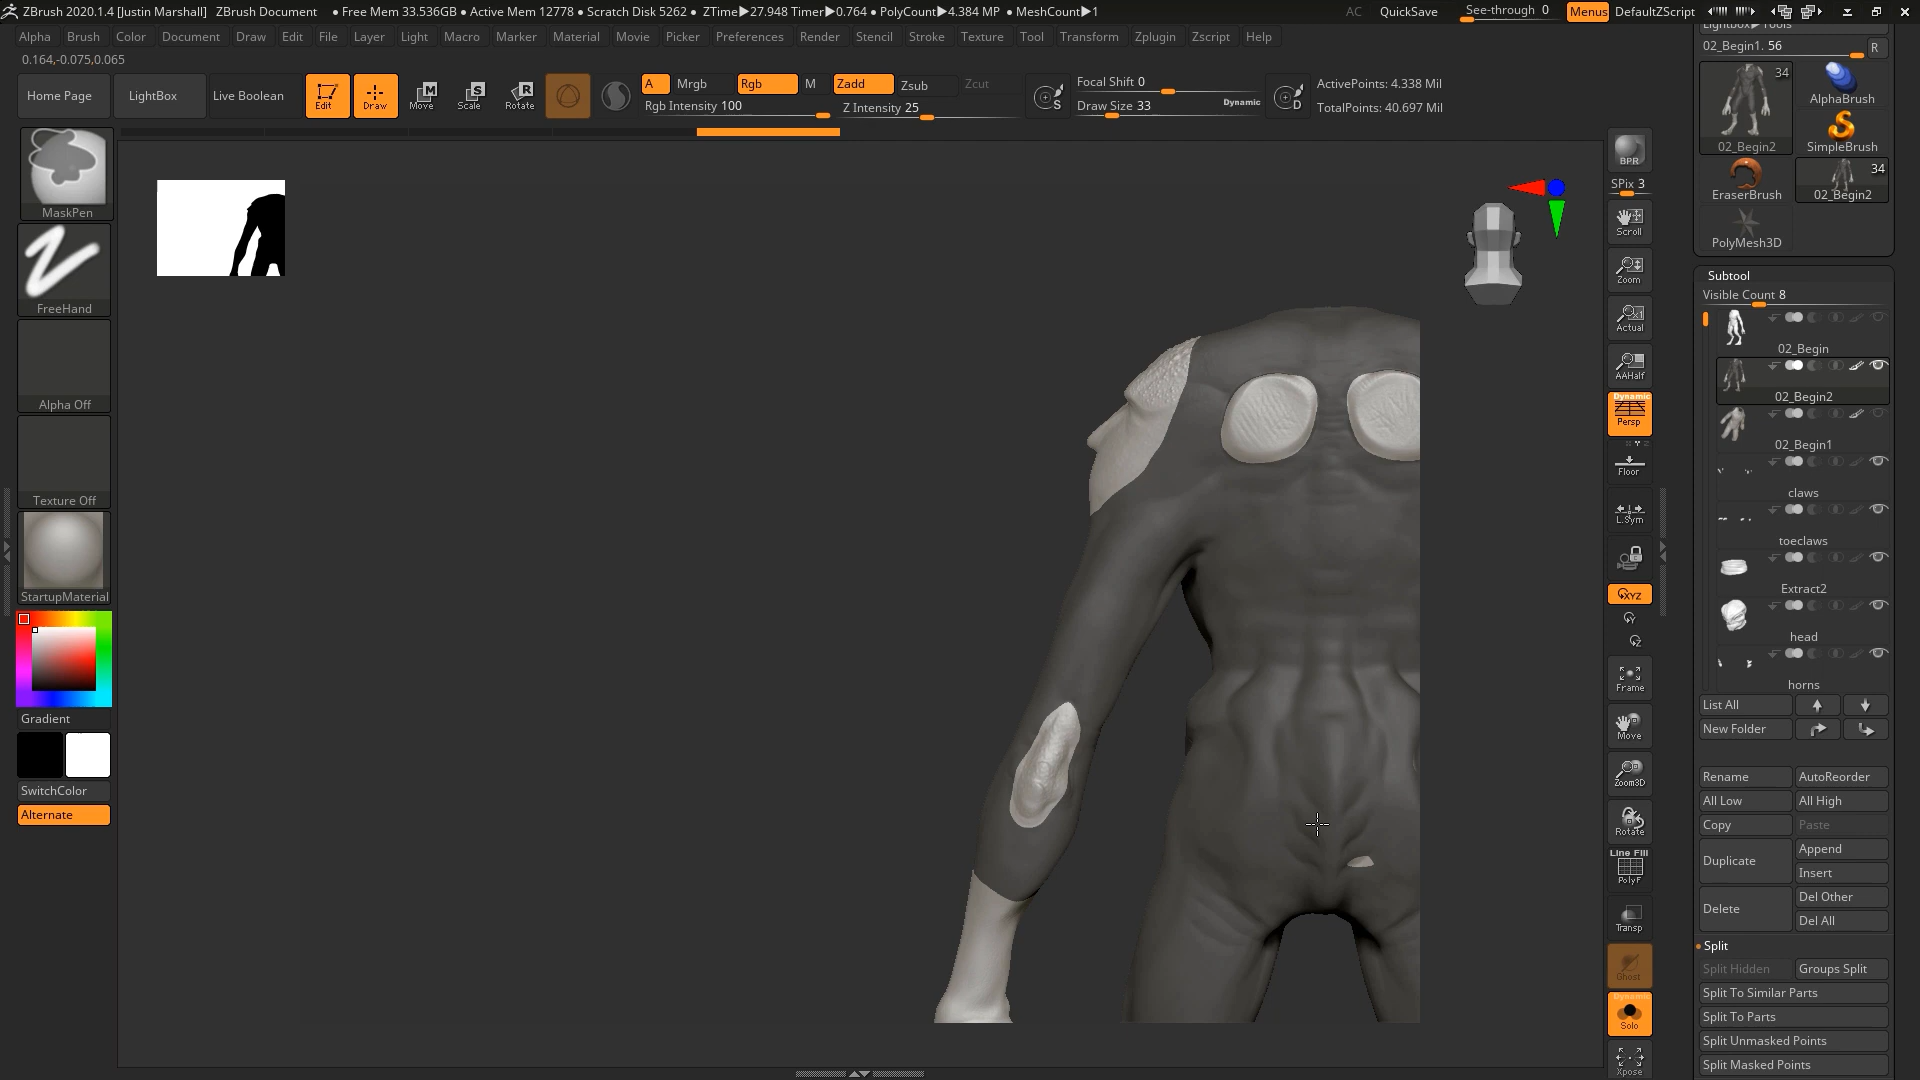 ZBrush 2020.1.4 [Justin Marshall] ZBrush Document • Free Mem 33.536GB • Active Mem 12778 • Scratch Disk 5262 • ZTime▶27.948 Timer▶0.764 • PolyCount▶4.384 MP • MeshCount▶1 AC QuickSave See-through 0 Menus DefaultZScript
Alpha Brush Color Document Draw Edit File Layer Light Macro Marker Material Movie Picker Preferences Render Stencil Stroke Texture Tool Transform Zplugin Zscript Help
0.164,-0.075,0.065
Home Page LightBox Live Boolean Edit Draw Move Scale Rotate
A Mrgb Rgb M Zadd Zsub Zcut
Rgb Intensity 100 Z Intensity 25
S Focal Shift 0
Draw Size 33 Dynamic
D ActivePoints: 4.338 Mil
TotalPoints: 40.697 Mil
MaskPen
FreeHand
Alpha Off
Texture Off
StartupMaterial
Gradient
SwitchColor
Alternate
BPR
SPix 3
Scroll
Zoom
Actual
AAHalf
Dynamic
Persp
Floor
L.Sym
XYZ
Y
Z
Frame
Move
Zoom3D
Rotate
Line Fill
PolyF
Transp
Ghost
Dynamic
Solo
Xpose
Lightbox▶Tools
02_Begin1. 56 R
34
02_Begin2
AlphaBrush
SimpleBrush
EraserBrush
34
02_Begin2
PolyMesh3D
Subtool
Visible Count 8
02_Begin
02_Begin2
02_Begin1
claws
toeclaws
Extract2
head
horns
List All
New Folder
Rename AutoReorder
All Low All High
Copy Paste
Duplicate Append
Insert
Delete Del Other
Del All
Split
Split Hidden Groups Split
Split To Similar Parts
Split To Parts
Split Unmasked Points
Split Masked Points